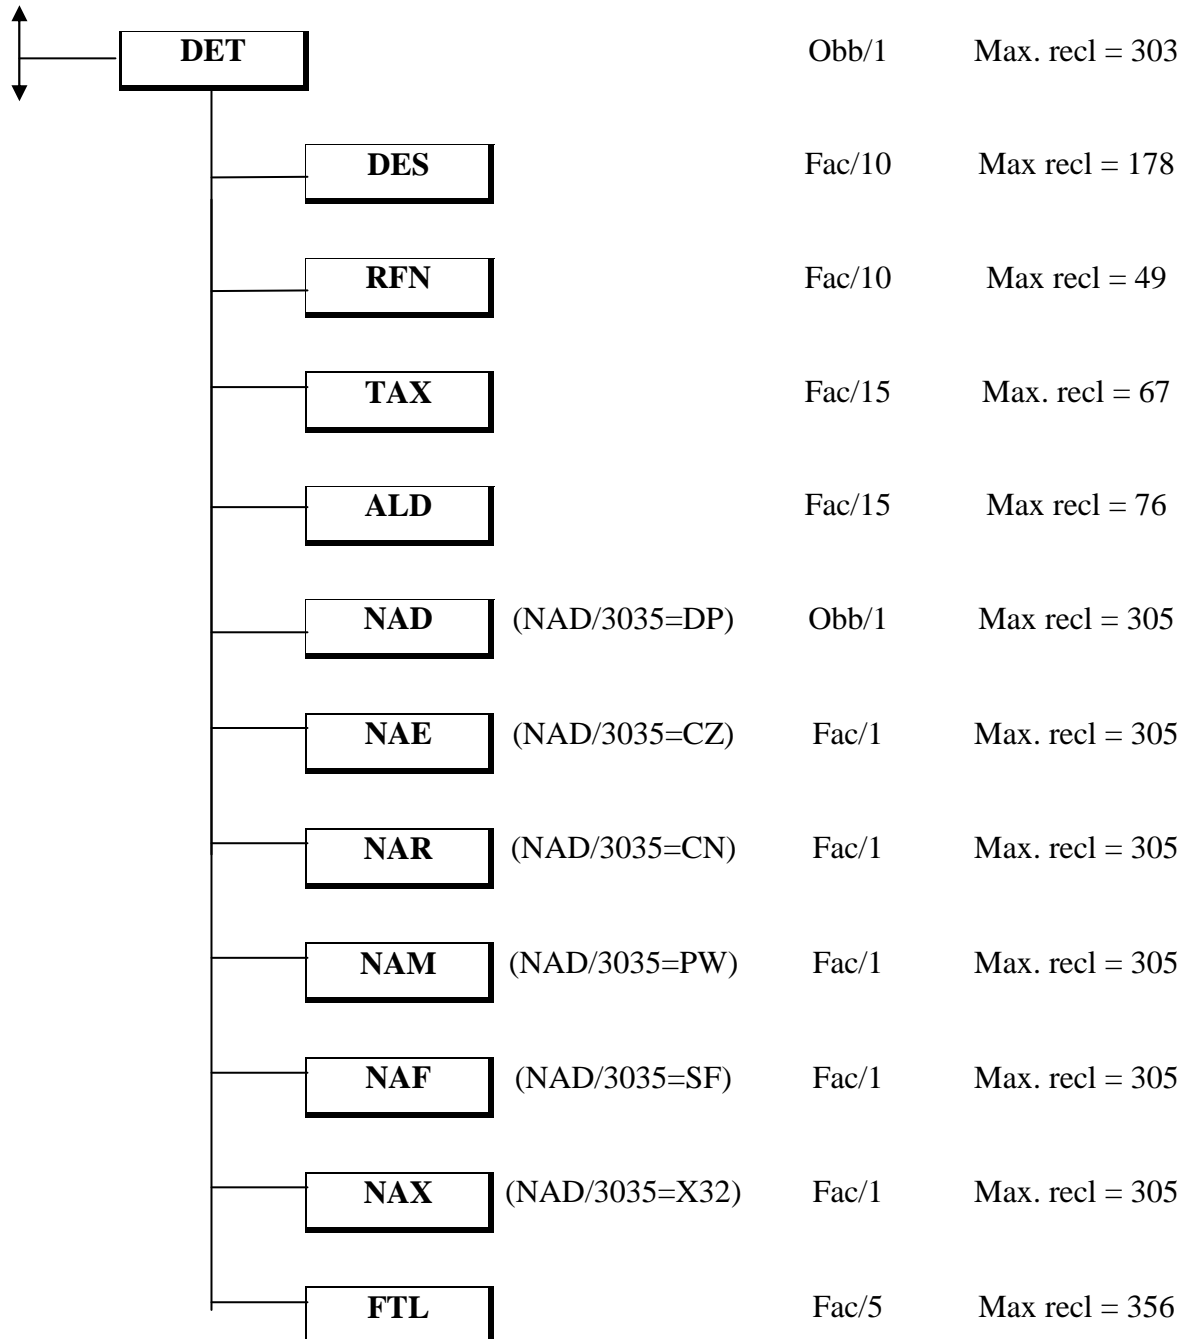 DET Obb/1 Max. recl = 303
DES Fac/10 Max recl = 178
RFN Fac/10 Max recl = 49
TAX Fac/15 Max. recl = 67
ALD Fac/15 Max recl = 76
NAD (NAD/3035=DP) Obb/1 Max recl = 305
NAE (NAD/3035=CZ) Fac/1 Max. recl = 305
NAR (NAD/3035=CN) Fac/1 Max. recl = 305
NAM (NAD/3035=PW) Fac/1 Max. recl = 305
NAF (NAD/3035=SF) Fac/1 Max. recl = 305
NAX (NAD/3035=X32) Fac/1 Max. recl = 305
FTL Fac/5 Max recl = 356